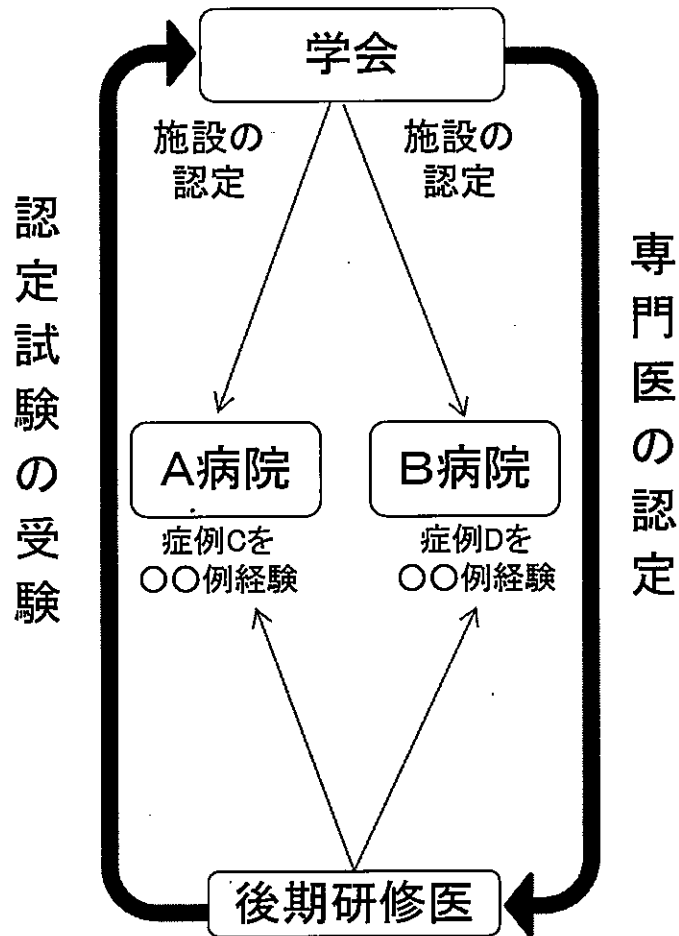 学会
施設の
認定
施設の
認定
認定試験の受験
専門医の認定
A病院
B病院
症例Cを
〇〇例経験
症例Dを
〇〇例経験
後期研修医